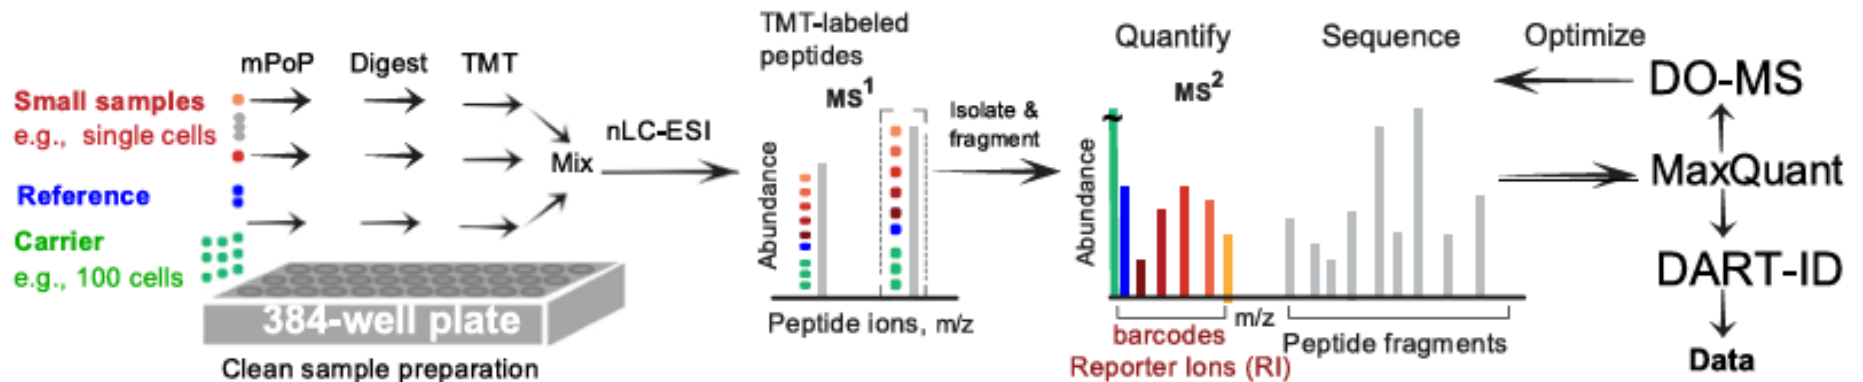 mPoP Digest TMT
Small samples
e.g., single cells
Reference
Carrier
e.g., 100 cells
384-well plate
Clean sample preparation
Mix
nLC-ESI
TMT-labeled
peptides
MS1
Abundance
Peptide ions, m/z
Isolate &
fragment
Quantify
MS2
Sequence
Abundance
~
m/z
barcodes
Reporter Ions (RI)
Peptide fragments
Optimize
DO-MS
MaxQuant
DART-ID
Data